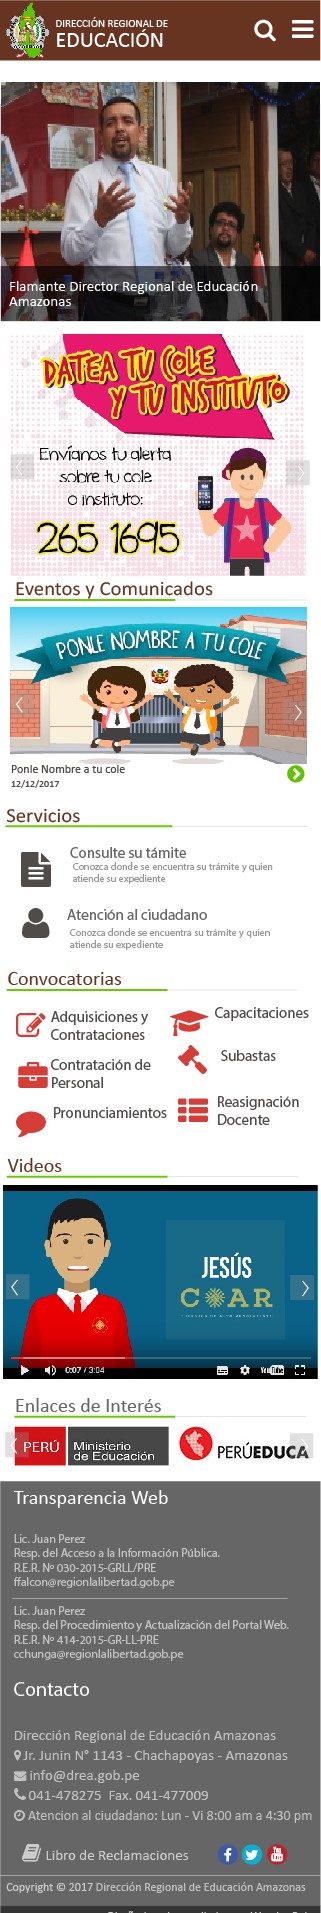 DIRECCIÓN REGIONAL DE
EDUCACIÓN
Flamante Director Regional de Educación
Amazonas
DATEA TU COLE
Y TU INSTITUTO
Envíanos tu alerta
sobre tu cole
o instituto:
265 1695
Eventos y Comunicados
PONLE NOMBRE A TU COLE
Ponle Nombre a tu cole
12/12/2017
Servicios
Consulte su támite
Conozca donde se encuentra su trámite y quien
atiende su expediente
Atención al ciudadano
Conozca donde se encuentra su trámite y quien
atiende su expediente
Convocatorias
Adquisiciones y
Contrataciones
Capacitaciones
Contratación de
Personal
Subastas
Pronunciamientos
Reasignación
Docente
Videos
JESÚS
COAR
0:07 / 3:04
YouTube
Enlaces de Interés
PERÚ
Ministerio
de Educación
PERÚEDUCA
Transparencia Web
Lic. Juan Perez
Resp. del Acceso a la Información Pública.
R.E.R. Nº 030-2015-GRLL/PRE
ffalcon@regionlalibertad.gob.pe
Lic. Juan Perez
Resp. del Procedimiento y Actualización del Portal Web.
R.E.R. Nº 414-2015-GR-LL-PRE
cchunga@regionlalibertad.gob.pe
Contacto
Dirección Regional de Educación Amazonas
Jr. Junin N° 1143 - Chachapoyas - Amazonas
info@drea.gob.pe
041-478275 Fax. 041-477009
Atencion al ciudadano: Lun - Vi 8:00 am a 4:30 pm
Libro de Reclamaciones
Copyright © 2017 Dirección Regional de Educación Amazonas